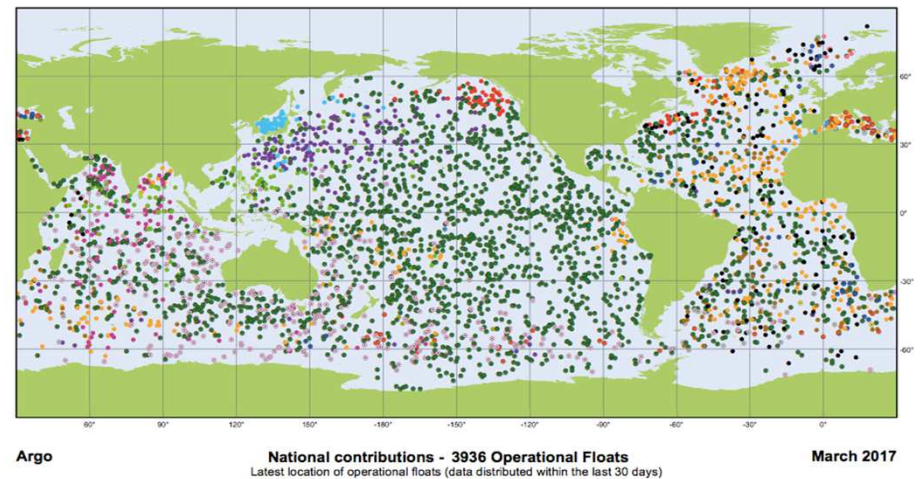 60°
30°
0°
-30°
-60°
60° 90° 120° 150° 180° -150° -120° -90° -60° -30° 0°
Argo National contributions - 3936 Operational Floats March 2017
Latest location of operational floats (data distributed within the last 30 days)